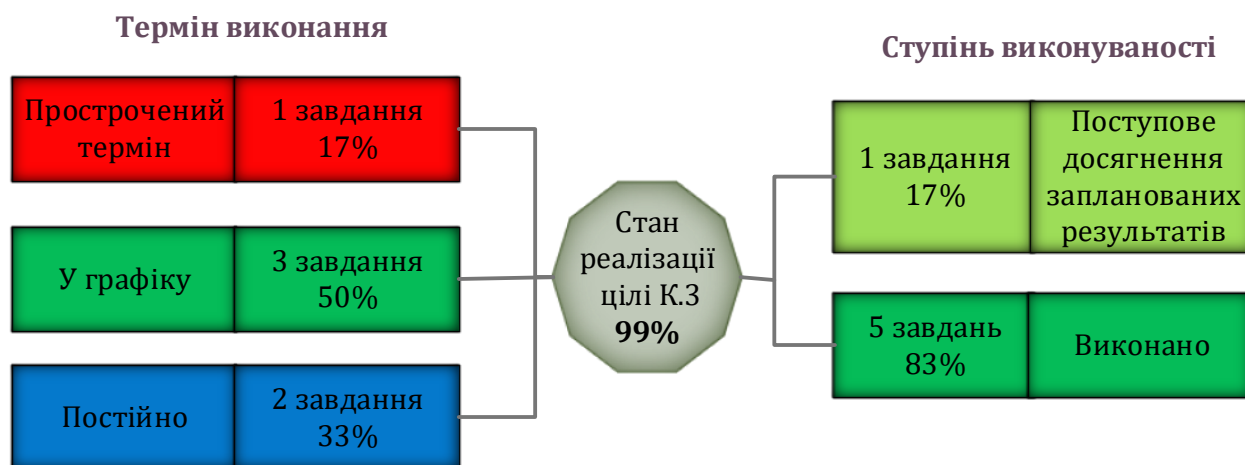 Термін виконання
Прострочений
термін
1 завдання
17%
У графіку
3 завдання
50%
Постійно
2 завдання
33%
Стан
реалізації
цілі К.3
99%
Ступінь виконуваності
1 завдання
17%
Поступове
досягнення
запланованих
результатів
5 завдань
83%
Виконано